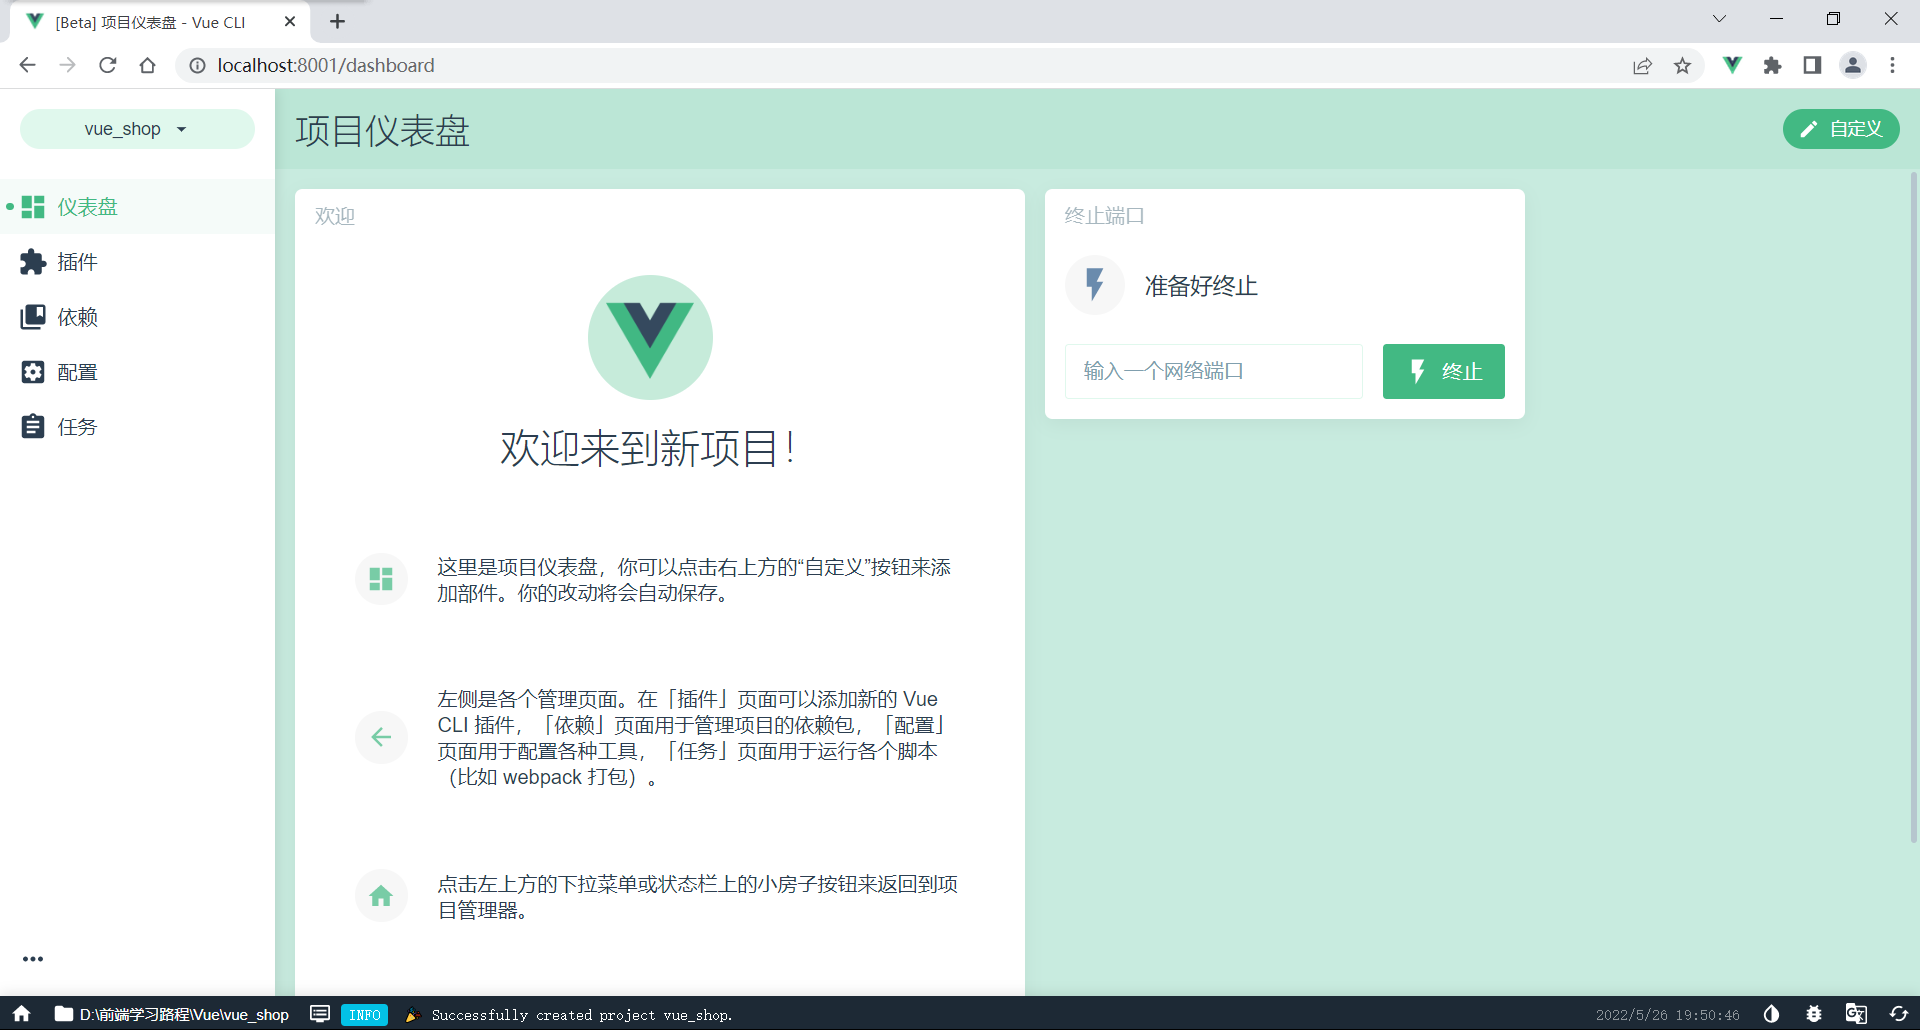 [Beta] 项目仪表盘 - Vue CLI
localhost:8001/dashboard
vue_shop
项目仪表盘
自定义
仪表盘
插件
依赖
配置
任务
欢迎
欢迎来到新项目！
这里是项目仪表盘，你可以点击右上方的“自定义”按钮来添
加部件。你的改动将会自动保存。
左侧是各个管理页面。在「插件」页面可以添加新的 Vue
CLI 插件，「依赖」页面用于管理项目的依赖包，「配置」
页面用于配置各种工具，「任务」页面用于运行各个脚本
（比如 webpack 打包）。
点击左上方的下拉菜单或状态栏上的小房子按钮来返回到项
目管理器。
终止端口
准备好终止
输入一个网络端口
终止
D:\前端学习路程\Vue\vue_shop
INFO
Successfully created project vue_shop.
2022/5/26 19:50:46